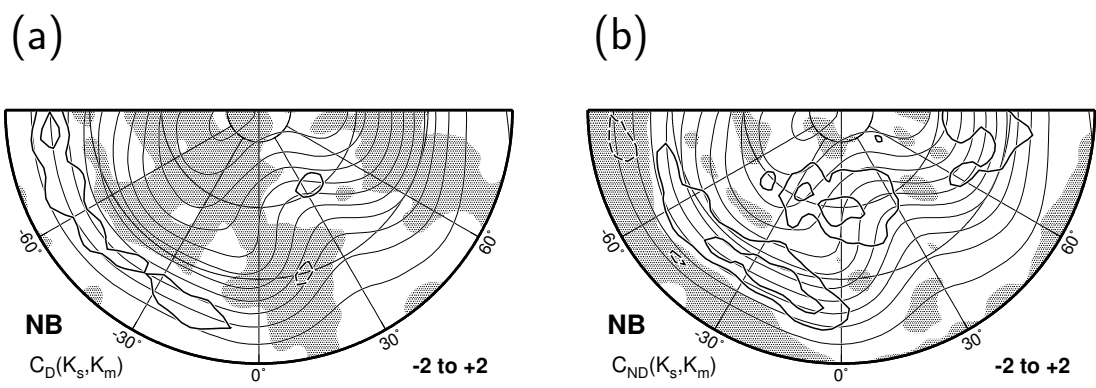 (a)
-60°
-30°
0°
30°
60°
NB
C_D(K_s,K_m)
-2 to +2
(b)
-60°
-30°
0°
30°
60°
NB
C_ND(K_s,K_m)
-2 to +2